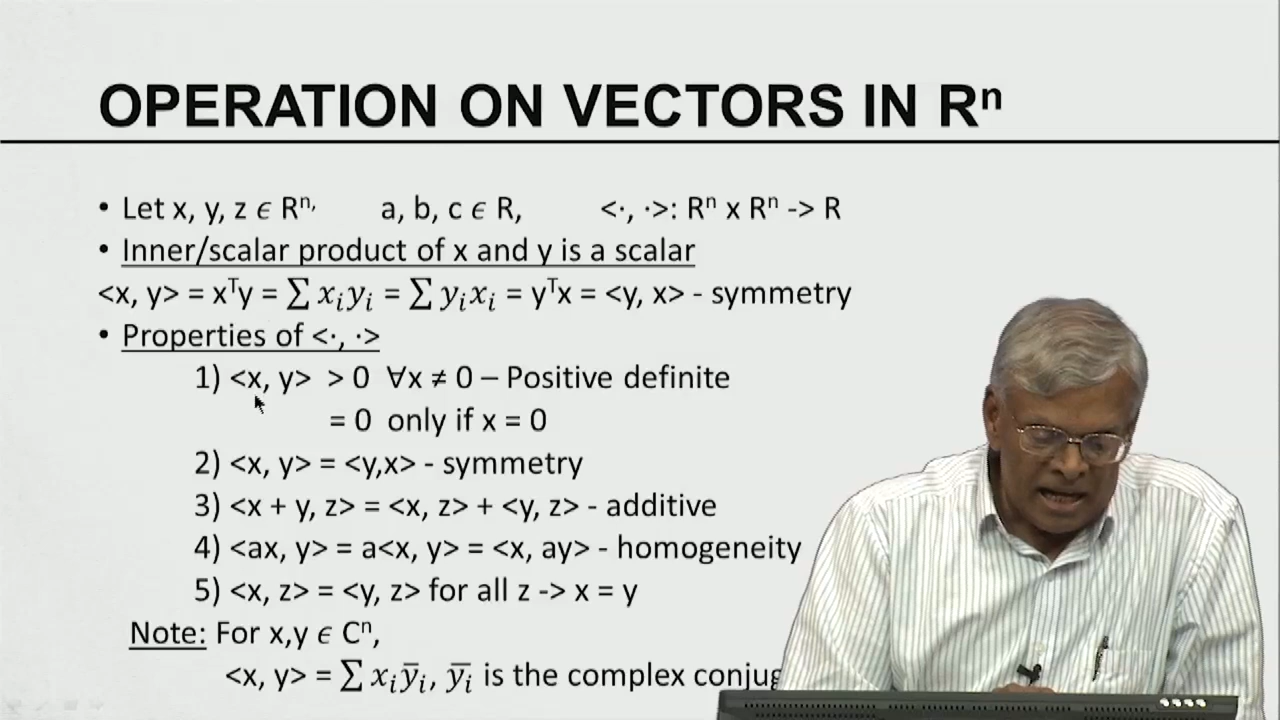 OPERATION ON VECTORS IN Rⁿ
• Let x, y, z ϵ Rⁿ, a, b, c ϵ R, <·, ·>: Rⁿ x Rⁿ -> R
• Inner/scalar product of x and y is a scalar
<x, y> = xᵀy = ∑ xᵢyᵢ = ∑ yᵢxᵢ = yᵀx = <y, x> - symmetry
• Properties of <·, ·>
1) <x, y> > 0 ∀x ≠ 0 – Positive definite
= 0 only if x = 0
2) <x, y> = <y,x> - symmetry
3) <x + y, z> = <x, z> + <y, z> - additive
4) <ax, y> = a<x, y> = <x, ay> - homogeneity
5) <x, z> = <y, z> for all z -> x = y
Note: For x,y ϵ Cⁿ,
<x, y> = ∑ xᵢȳᵢ, ȳᵢ is the complex